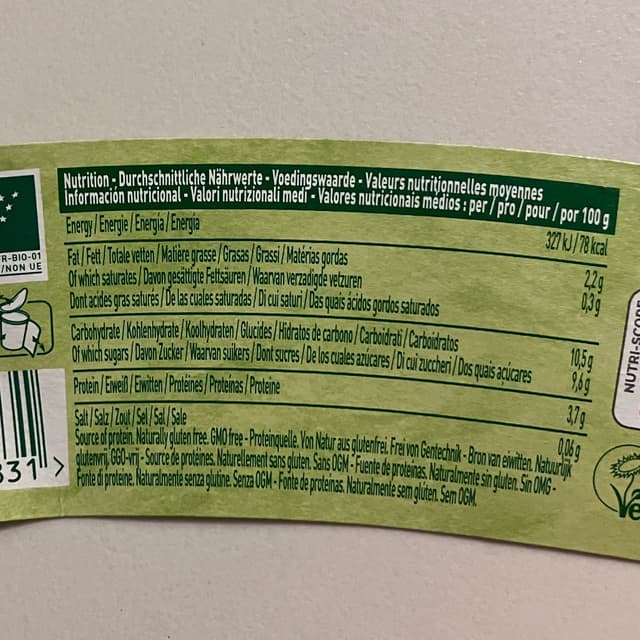 Nutrition - Durchschnittliche Nährwerte - Voedingswaarde - Valeurs nutritionnelles moyennes
Información nutricional - Valori nutrizionali medi - Valores nutricionais médios : per / pro / pour / por 100 g
Energy / Energie / Energía / Energia 327 kJ / 78 kcal
Fat / Fett / Totale vetten / Matière grasse / Grasas / Grassi / Matérias gordas 2,2 g
Of which saturates / Davon gesättigte Fettsäuren / Waarvan verzadigde vetzuren 0,3 g
Dont acides gras saturés / De las cuales saturadas / Di cui saturi / Das quais ácidos gordos saturados
Carbohydrate / Kohlenhydrate / Koolhydraten / Glucides / Hidratos de carbono / Carboidrati / Carboidratos 10,5 g
Of which sugars / Davon Zucker / Waarvan suikers / Dont sucres / De los cuales azúcares / Di cui zuccheri / Dos quais açúcares 9,6 g
Protein / Eiweiß / Eiwitten / Protéines / Proteínas / Proteine 3,7 g
Salt / Salz / Zout / Sel / Sal / Sale 0,06 g
Source of protein. Naturally gluten free. GMO free - Proteinquelle. Von Natur aus glutenfrei. Frei von Gentechnik - Bron van eiwitten. Natuurlijk
glutenvrij. GGO-vrij - Source de protéines. Naturellement sans gluten. Sans OGM - Fuente de proteínas. Naturalmente sin gluten. Sin OMG -
Fonte di proteine. Naturalmente senza glutine. Senza OGM - Fonte de proteínas. Naturalmente sem glúten. Sem OGM.
R-BIO-01
/NON UE
331 >
NUTRI-SCORE
Ve